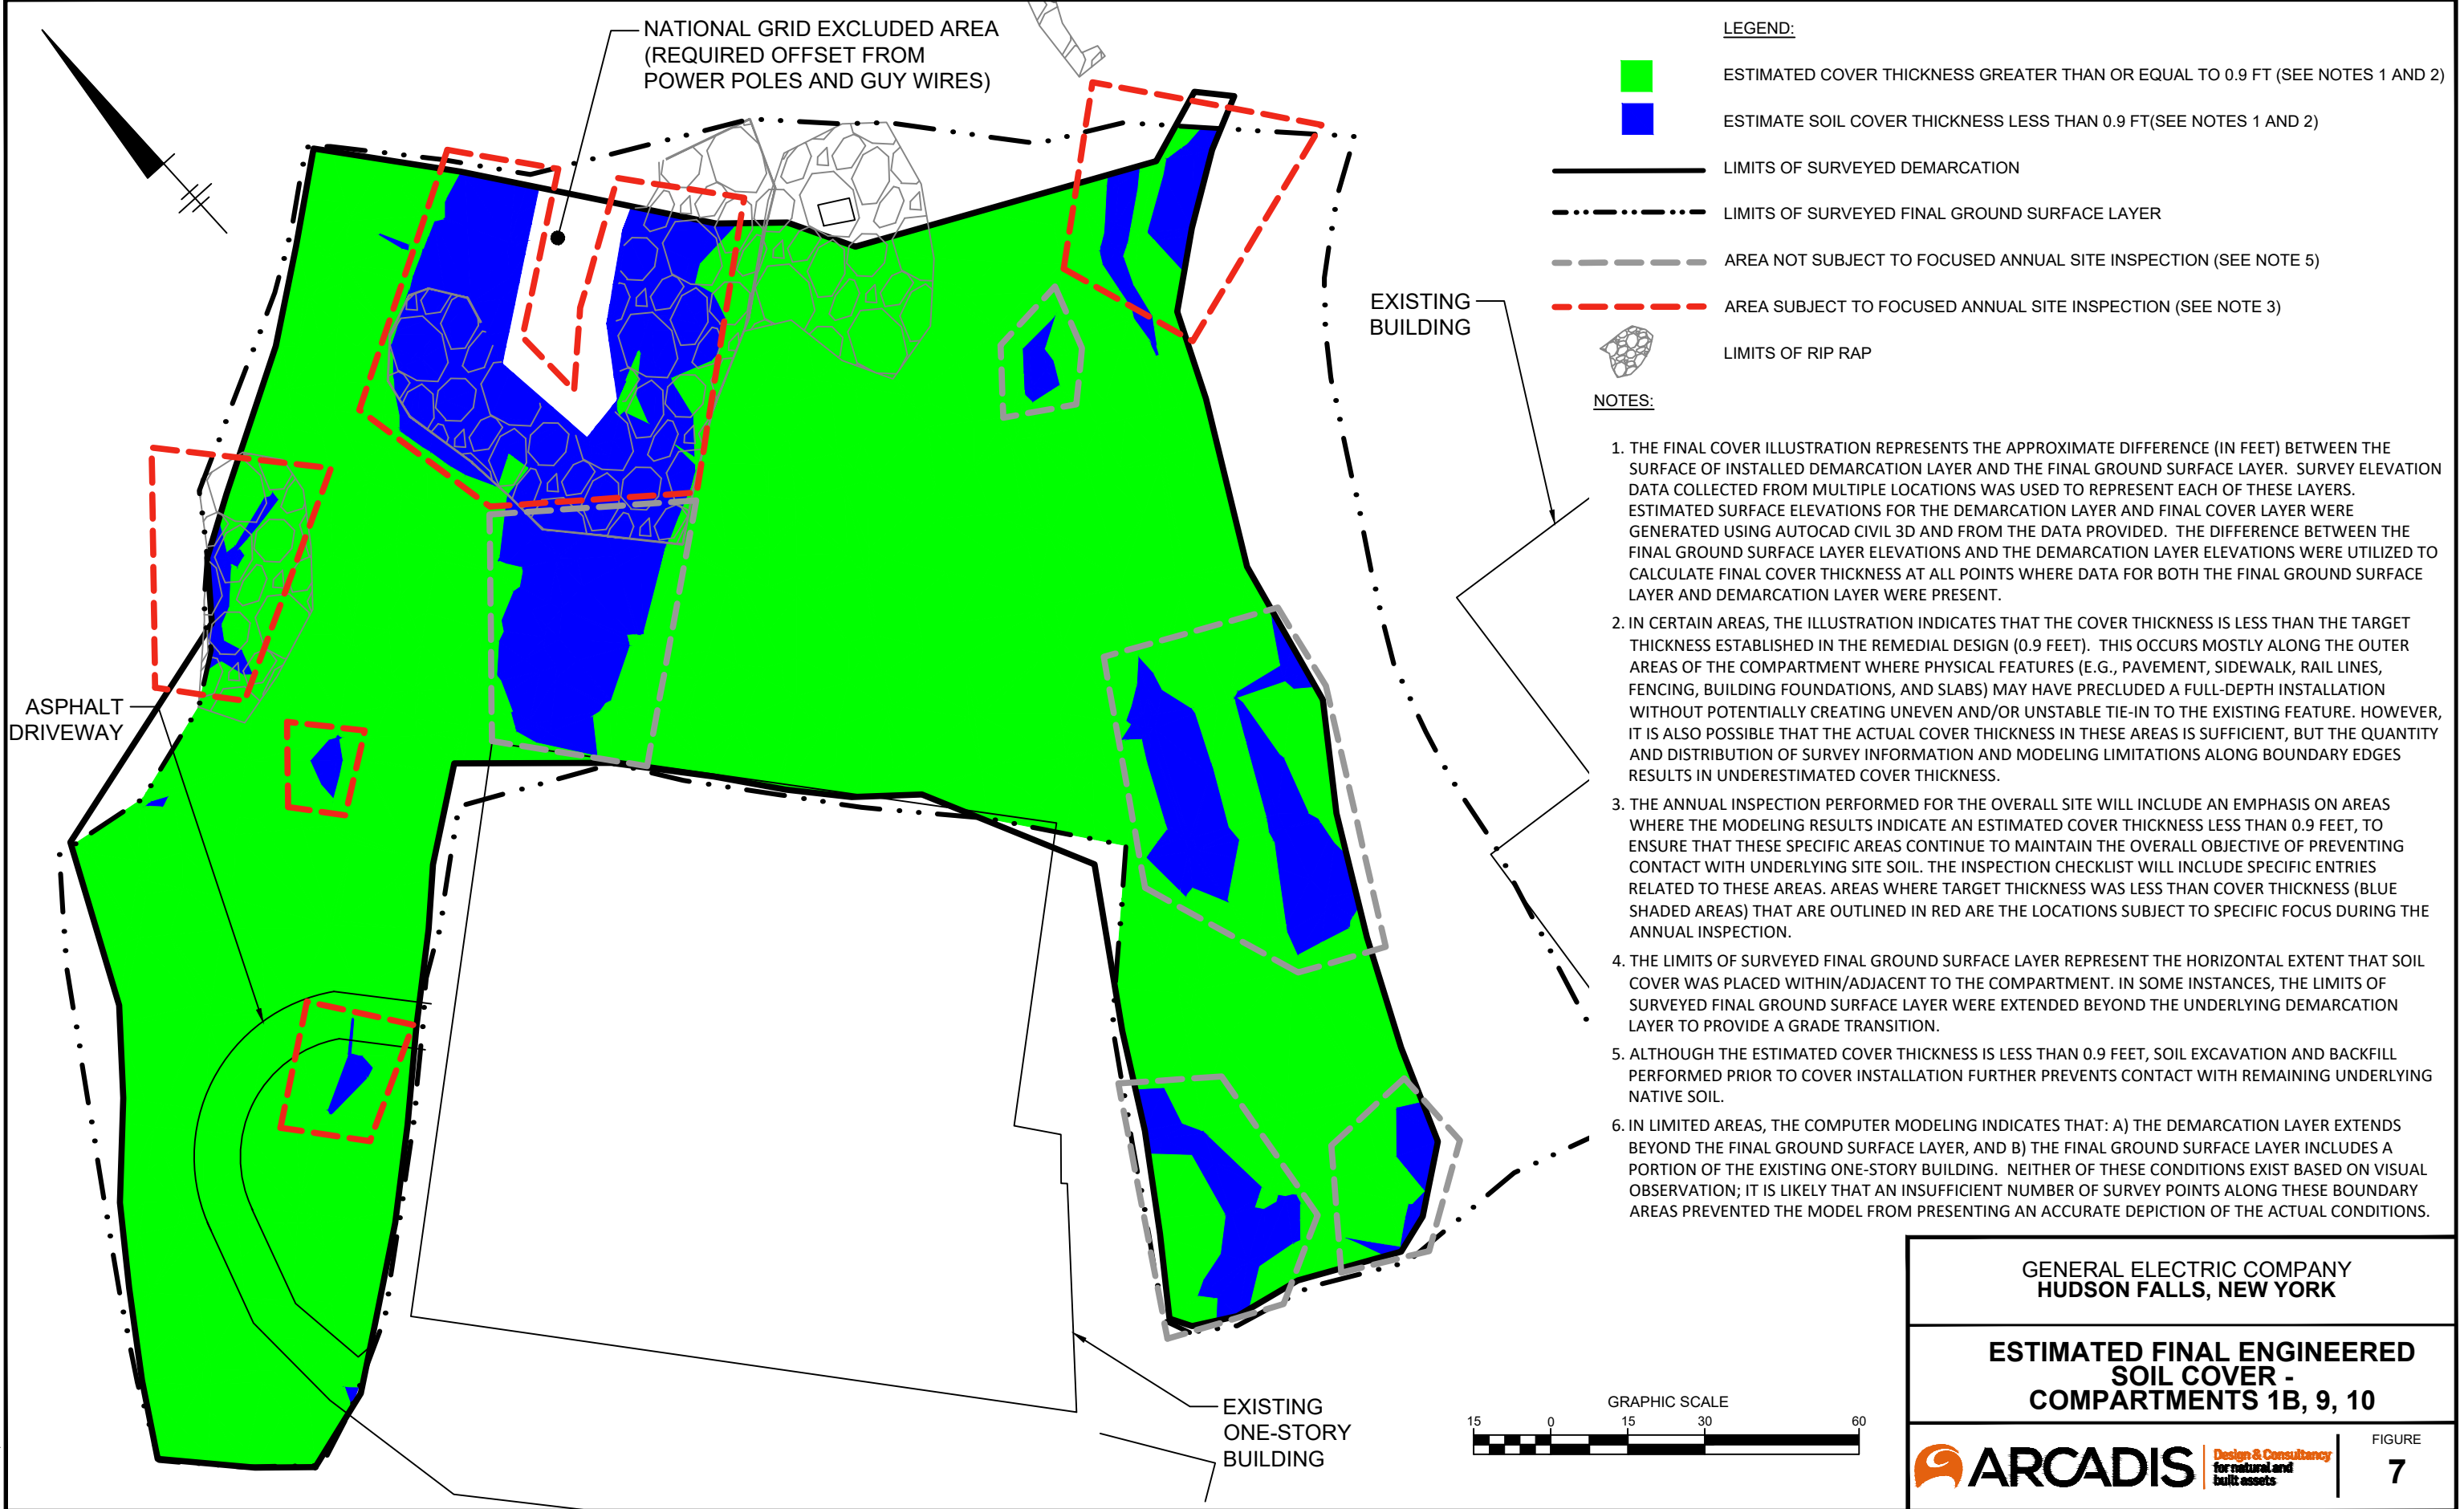 NATIONAL GRID EXCLUDED AREA
(REQUIRED OFFSET FROM
POWER POLES AND GUY WIRES)
EXISTING
BUILDING
ASPHALT
DRIVEWAY
EXISTING
ONE-STORY
BUILDING
LEGEND:
ESTIMATED COVER THICKNESS GREATER THAN OR EQUAL TO 0.9 FT (SEE NOTES 1 AND 2)
ESTIMATE SOIL COVER THICKNESS LESS THAN 0.9 FT(SEE NOTES 1 AND 2)
LIMITS OF SURVEYED DEMARCATION
LIMITS OF SURVEYED FINAL GROUND SURFACE LAYER
AREA NOT SUBJECT TO FOCUSED ANNUAL SITE INSPECTION (SEE NOTE 5)
AREA SUBJECT TO FOCUSED ANNUAL SITE INSPECTION (SEE NOTE 3)
LIMITS OF RIP RAP
NOTES:
1. THE FINAL COVER ILLUSTRATION REPRESENTS THE APPROXIMATE DIFFERENCE (IN FEET) BETWEEN THE
SURFACE OF INSTALLED DEMARCATION LAYER AND THE FINAL GROUND SURFACE LAYER. SURVEY ELEVATION
DATA COLLECTED FROM MULTIPLE LOCATIONS WAS USED TO REPRESENT EACH OF THESE LAYERS.
ESTIMATED SURFACE ELEVATIONS FOR THE DEMARCATION LAYER AND FINAL COVER LAYER WERE
GENERATED USING AUTOCAD CIVIL 3D AND FROM THE DATA PROVIDED. THE DIFFERENCE BETWEEN THE
FINAL GROUND SURFACE LAYER ELEVATIONS AND THE DEMARCATION LAYER ELEVATIONS WERE UTILIZED TO
CALCULATE FINAL COVER THICKNESS AT ALL POINTS WHERE DATA FOR BOTH THE FINAL GROUND SURFACE
LAYER AND DEMARCATION LAYER WERE PRESENT.
2. IN CERTAIN AREAS, THE ILLUSTRATION INDICATES THAT THE COVER THICKNESS IS LESS THAN THE TARGET
THICKNESS ESTABLISHED IN THE REMEDIAL DESIGN (0.9 FEET). THIS OCCURS MOSTLY ALONG THE OUTER
AREAS OF THE COMPARTMENT WHERE PHYSICAL FEATURES (E.G., PAVEMENT, SIDEWALK, RAIL LINES,
FENCING, BUILDING FOUNDATIONS, AND SLABS) MAY HAVE PRECLUDED A FULL-DEPTH INSTALLATION
WITHOUT POTENTIALLY CREATING UNEVEN AND/OR UNSTABLE TIE-IN TO THE EXISTING FEATURE. HOWEVER,
IT IS ALSO POSSIBLE THAT THE ACTUAL COVER THICKNESS IN THESE AREAS IS SUFFICIENT, BUT THE QUANTITY
AND DISTRIBUTION OF SURVEY INFORMATION AND MODELING LIMITATIONS ALONG BOUNDARY EDGES
RESULTS IN UNDERESTIMATED COVER THICKNESS.
3. THE ANNUAL INSPECTION PERFORMED FOR THE OVERALL SITE WILL INCLUDE AN EMPHASIS ON AREAS
WHERE THE MODELING RESULTS INDICATE AN ESTIMATED COVER THICKNESS LESS THAN 0.9 FEET, TO
ENSURE THAT THESE SPECIFIC AREAS CONTINUE TO MAINTAIN THE OVERALL OBJECTIVE OF PREVENTING
CONTACT WITH UNDERLYING SITE SOIL. THE INSPECTION CHECKLIST WILL INCLUDE SPECIFIC ENTRIES
RELATED TO THESE AREAS. AREAS WHERE TARGET THICKNESS WAS LESS THAN COVER THICKNESS (BLUE
SHADED AREAS) THAT ARE OUTLINED IN RED ARE THE LOCATIONS SUBJECT TO SPECIFIC FOCUS DURING THE
ANNUAL INSPECTION.
4. THE LIMITS OF SURVEYED FINAL GROUND SURFACE LAYER REPRESENT THE HORIZONTAL EXTENT THAT SOIL
COVER WAS PLACED WITHIN/ADJACENT TO THE COMPARTMENT. IN SOME INSTANCES, THE LIMITS OF
SURVEYED FINAL GROUND SURFACE LAYER WERE EXTENDED BEYOND THE UNDERLYING DEMARCATION
LAYER TO PROVIDE A GRADE TRANSITION.
5. ALTHOUGH THE ESTIMATED COVER THICKNESS IS LESS THAN 0.9 FEET, SOIL EXCAVATION AND BACKFILL
PERFORMED PRIOR TO COVER INSTALLATION FURTHER PREVENTS CONTACT WITH REMAINING UNDERLYING
NATIVE SOIL.
6. IN LIMITED AREAS, THE COMPUTER MODELING INDICATES THAT: A) THE DEMARCATION LAYER EXTENDS
BEYOND THE FINAL GROUND SURFACE LAYER, AND B) THE FINAL GROUND SURFACE LAYER INCLUDES A
PORTION OF THE EXISTING ONE-STORY BUILDING. NEITHER OF THESE CONDITIONS EXIST BASED ON VISUAL
OBSERVATION; IT IS LIKELY THAT AN INSUFFICIENT NUMBER OF SURVEY POINTS ALONG THESE BOUNDARY
AREAS PREVENTED THE MODEL FROM PRESENTING AN ACCURATE DEPICTION OF THE ACTUAL CONDITIONS.
GRAPHIC SCALE
15 0 15 30 60
GENERAL ELECTRIC COMPANY
HUDSON FALLS, NEW YORK
ESTIMATED FINAL ENGINEERED
SOIL COVER -
COMPARTMENTS 1B, 9, 10
ARCADIS
Design & Consultancy
for natural and
built assets
FIGURE
7